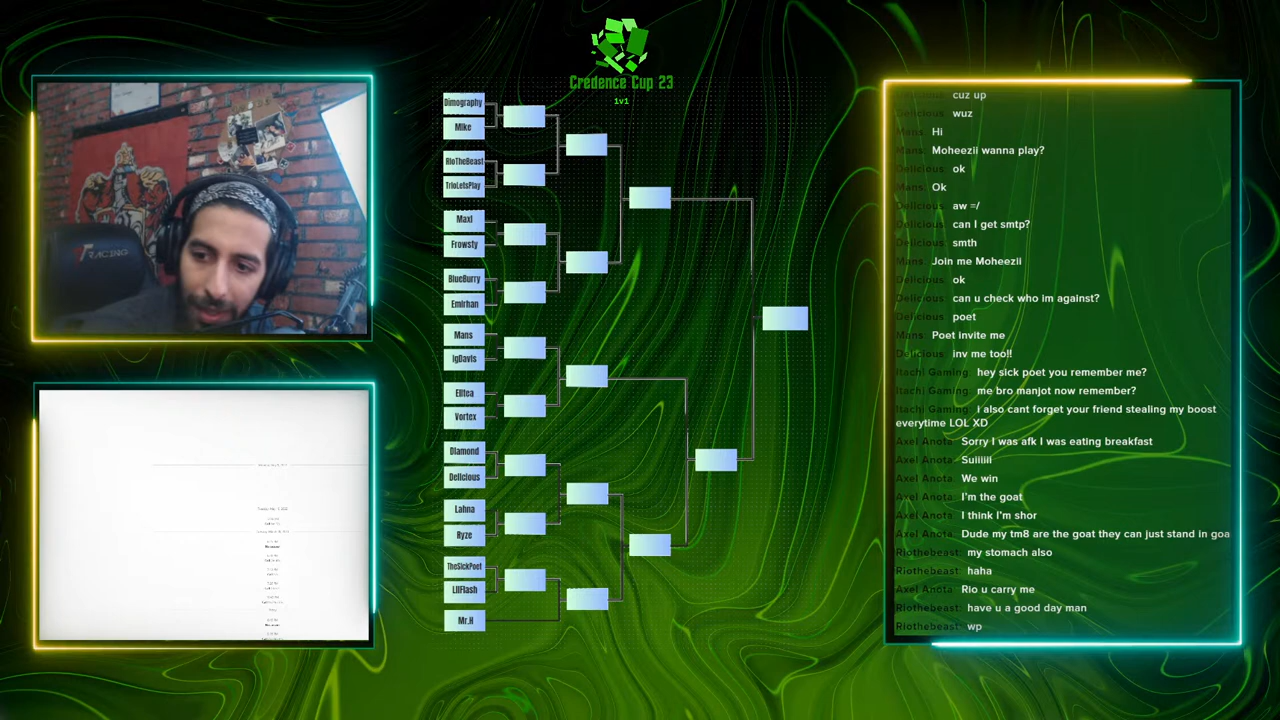 Credence Cup 23
1v1
RACING
Dimography
Mike
RioTheBeast
TrioLetsPlay
Maxi
Frowsty
BlueBurry
Emirhan
Mans
IgDavis
Elitea
Vortex
Diamond
Delicious
Lahna
Ryze
TheSickPoet
LilFlash
Mr.H
cuz up
Delicious: wuz
Mans: Hi
Mans: Moheezii wanna play?
Delicious: ok
Mans: Ok
Delicious: aw =/
Delicious: can I get smtp?
Delicious: smth
Mans: Join me Moheezii
Delicious: ok
Delicious: can u check who im against?
Delicious: poet
Mans: Poet invite me
Delicious: inv me too!!
Itachi Gaming: hey sick poet you remember me?
Itachi Gaming: me bro manjot now remember?
Itachi Gaming: I also cant forget your friend stealing my boost
everytime LOL XD
Axel Anota: Sorry I was afk I was eating breakfast
Axel Anota: Suiiiiii
Axel Anota: We win
Axel Anota: I'm the goat
Axel Anota: I think I'm shor
Axel Anota: Dude my tm8 are the goat they can just stand in goa
Riothebeast: my stomach also
Riothebeast: haha
Axel Anota: Rio u carry me
Riothebeast: have u a good day man
Riothebeast: wp